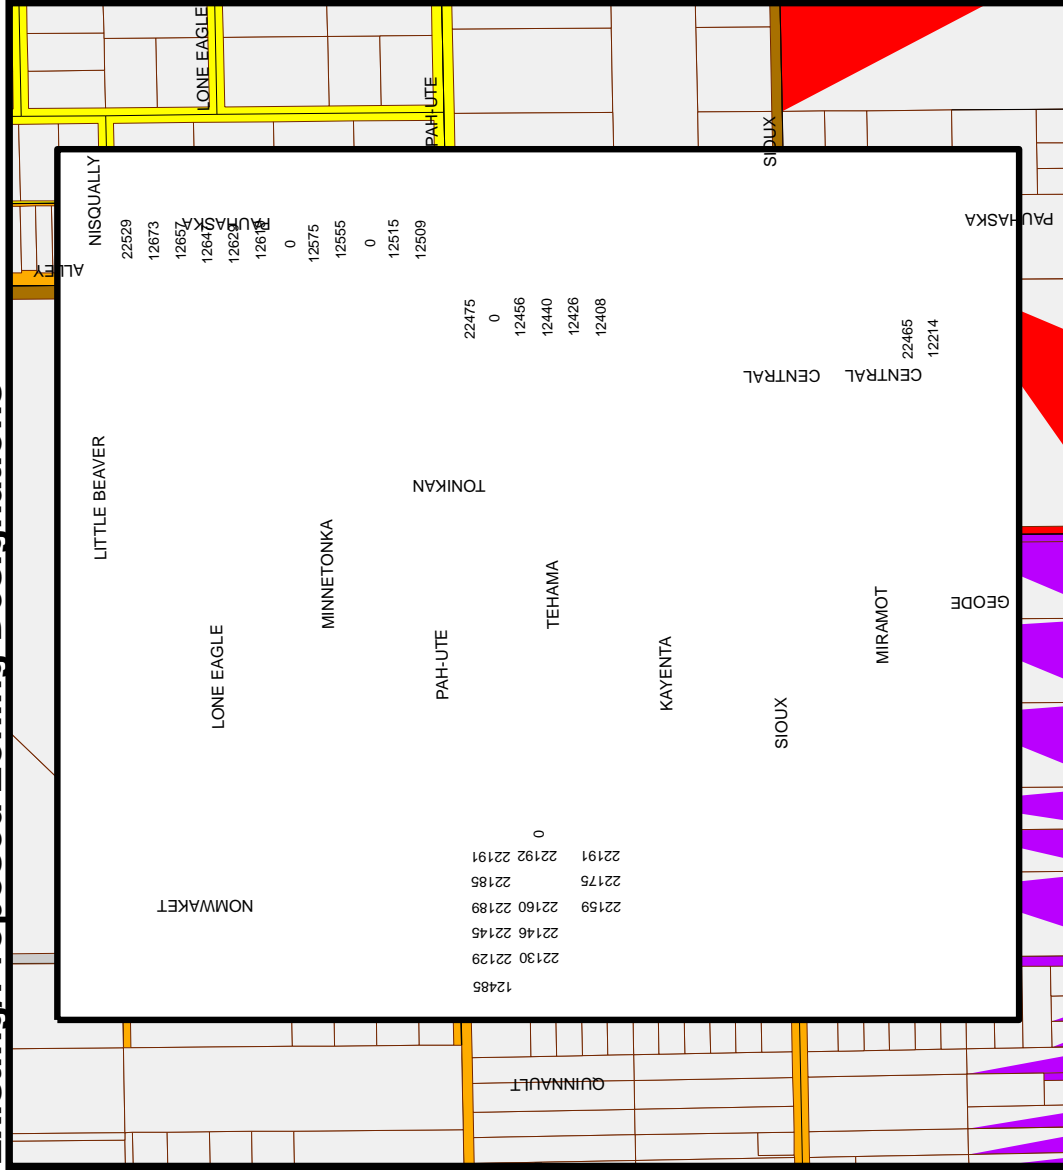 LONE EAGLE
PAH-UTE
SIOUX
NISQUALLY
PAUHASKA
PAUHASKA
ALLEY
22529
12673
12657
12647
12629
12619
0
12575
12555
0
12515
12509
22475
0
12456
12440
12426
12408
22465
12214
CENTRAL
CENTRAL
LITTLE BEAVER
TONIKAN
MINNETONKA
TEHAMA
GEODE
MIRAMOT
LONE EAGLE
PAH-UTE
KAYENTA
SIOUX
0
22191
22192
22191
22185
22175
NOMWAKET
22189
22160
22159
22145
22146
22129
22130
12485
QUINNAULT